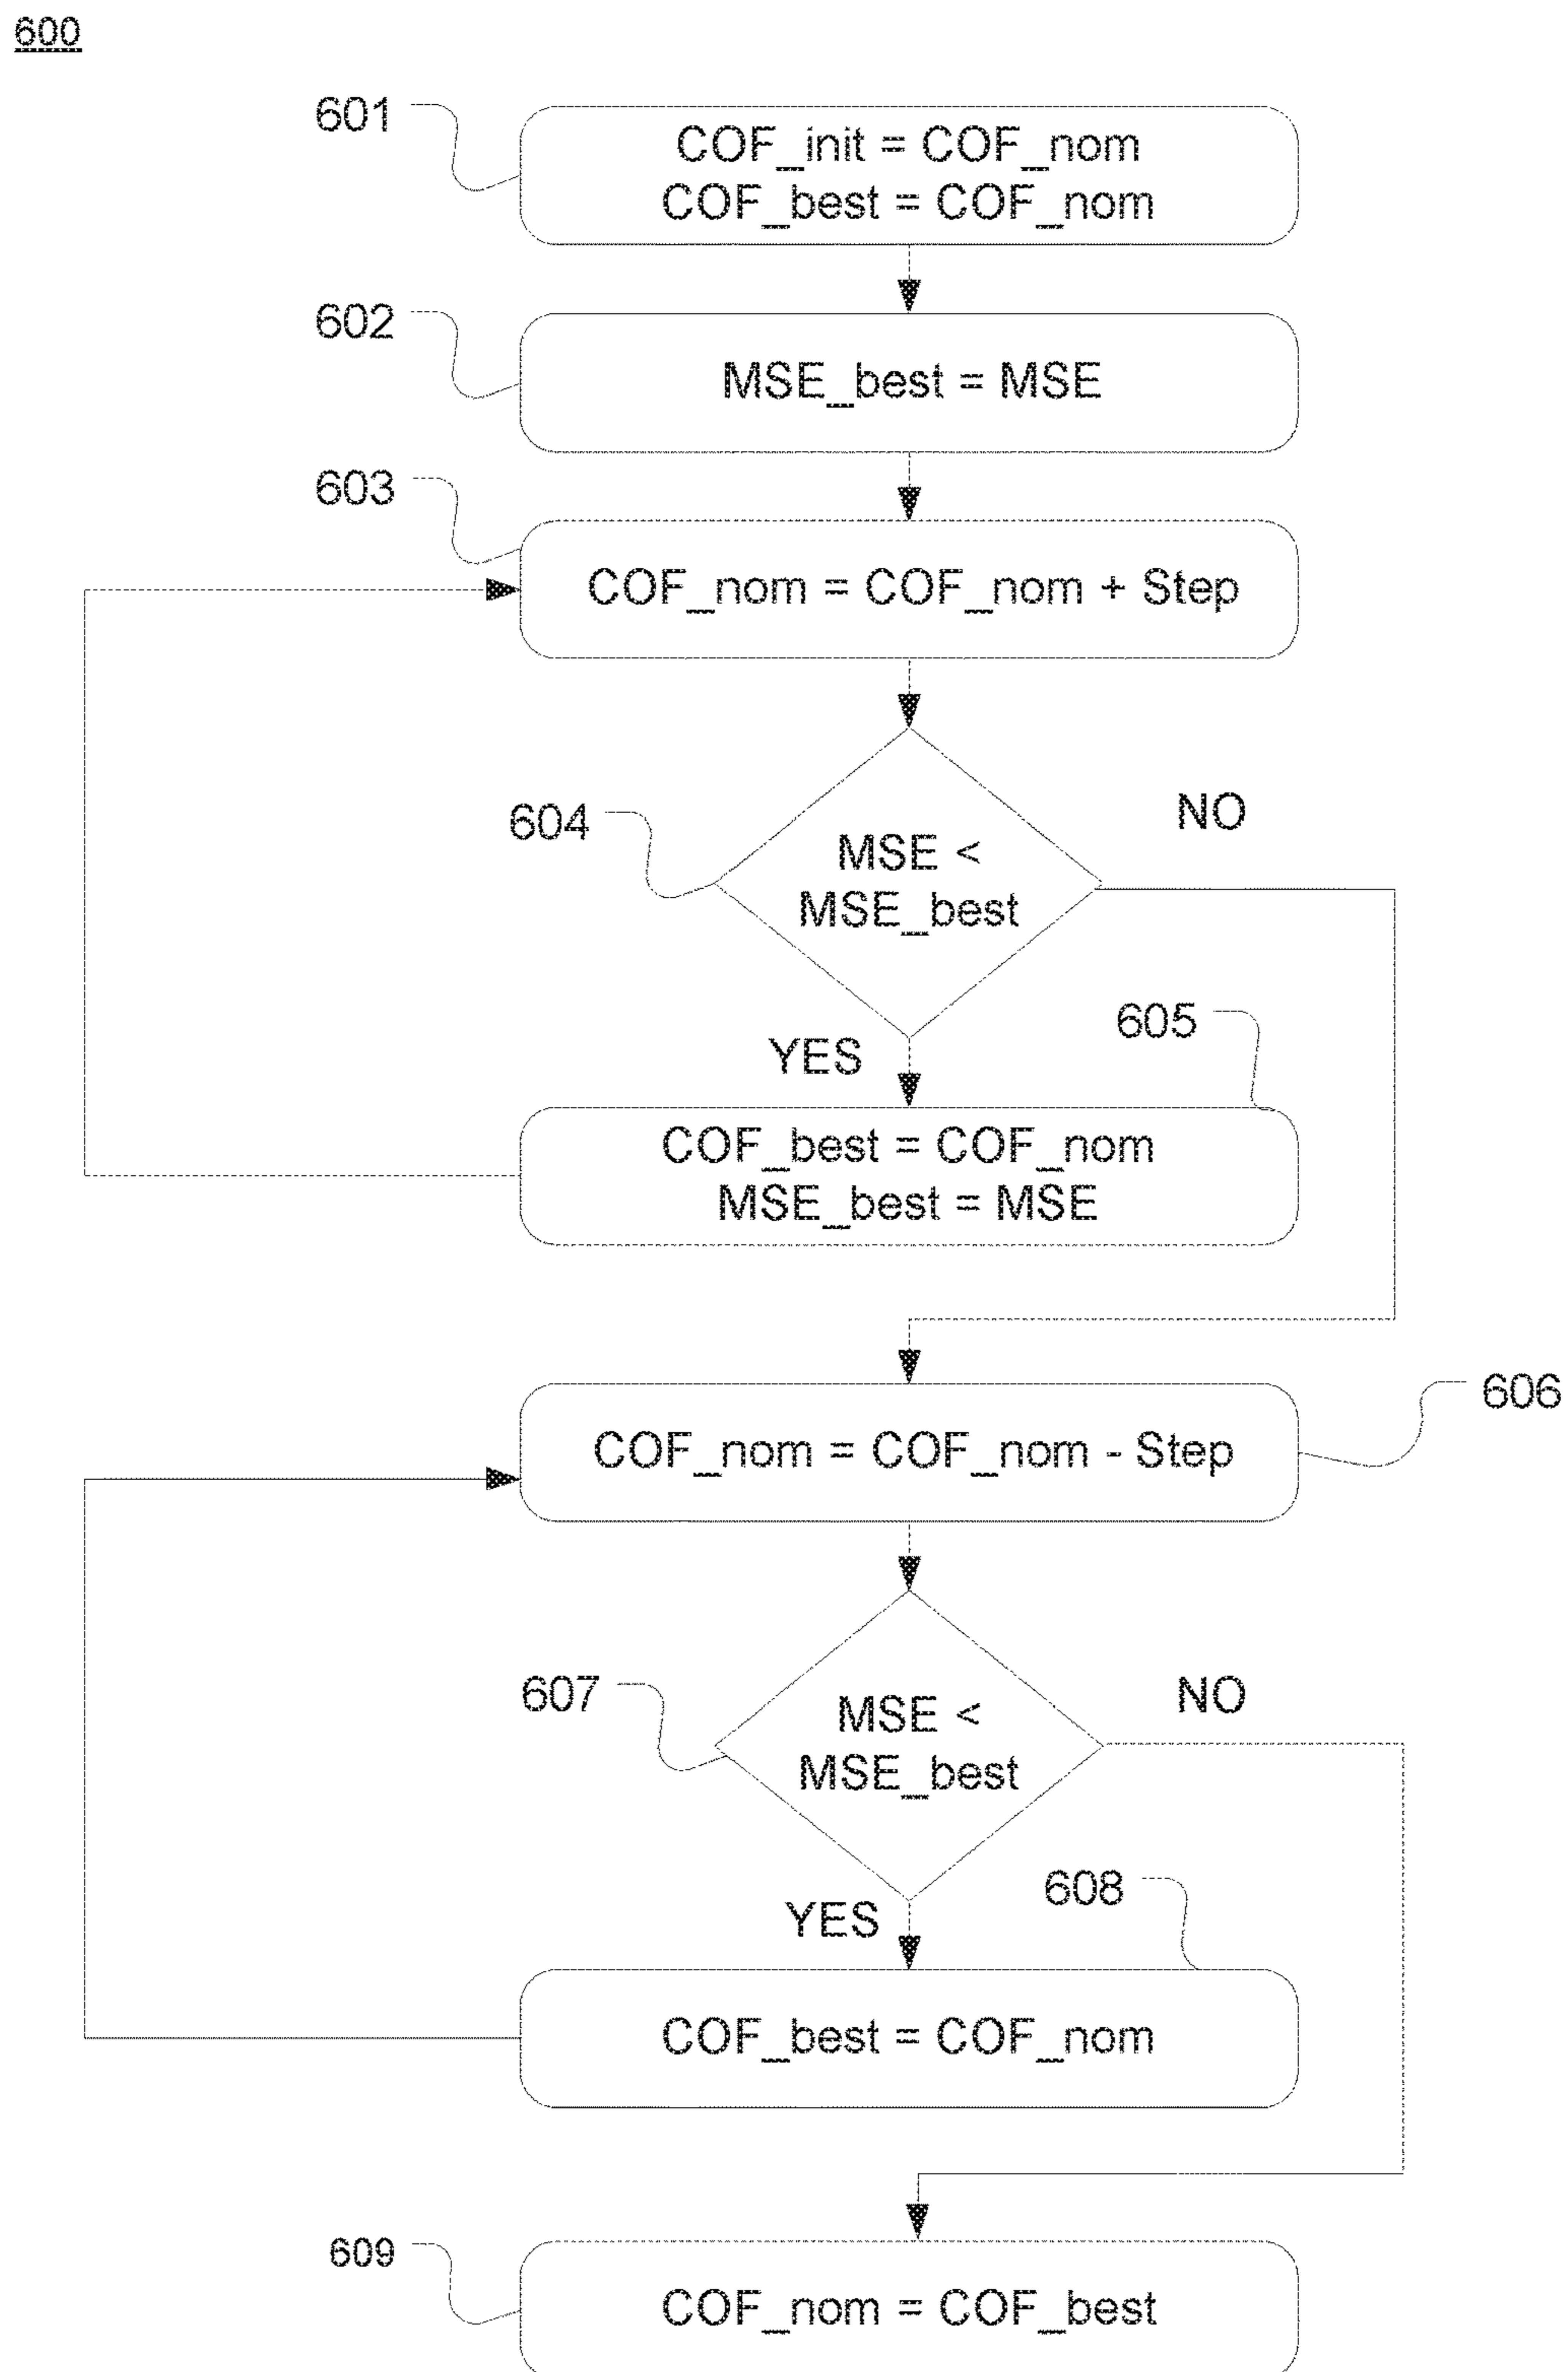 600
601
COF_init = COF_nom
COF_best = COF_nom
602
MSE_best = MSE
603
COF_nom = COF_nom + Step
604
MSE <
MSE_best
NO
YES
605
COF_best = COF_nom
MSE_best = MSE
COF_nom = COF_nom - Step
606
607
MSE <
MSE_best
NO
YES
608
COF_best = COF_nom
609
COF_nom = COF_best